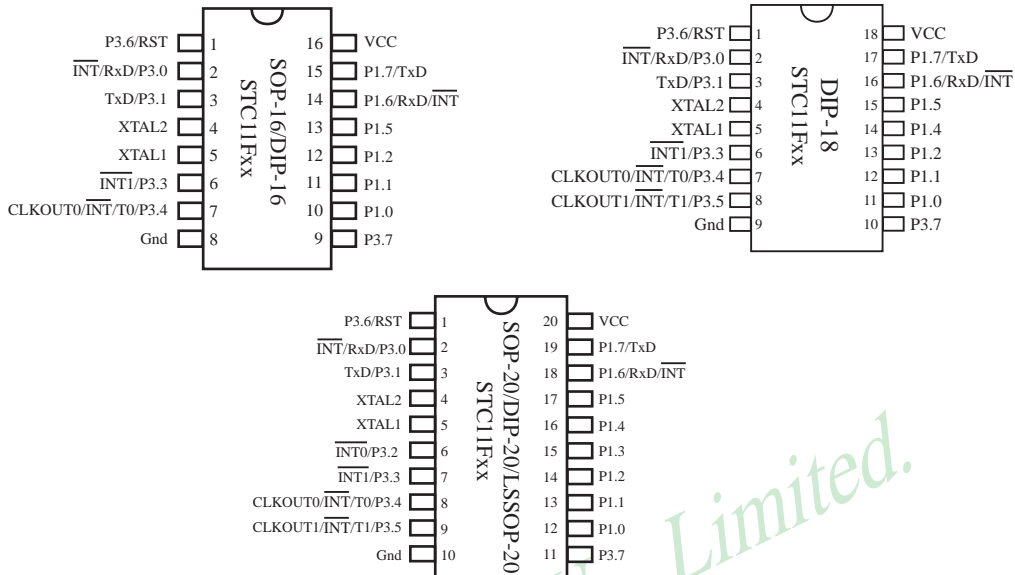 P3.6/RST 1 16 VCC
INT/RxD/P3.0 2 15 P1.7/TxD
TxD/P3.1 3 14 P1.6/RxD/INT
XTAL2 4 13 P1.5
XTAL1 5 12 P1.2
INT1/P3.3 6 11 P1.1
CLKOUT0/INT/T0/P3.4 7 10 P1.0
Gnd 8 9 P3.7
SOP-16/DIP-16
STC11Fxx
P3.6/RST 1 18 VCC
INT/RxD/P3.0 2 17 P1.7/TxD
TxD/P3.1 3 16 P1.6/RxD/INT
XTAL2 4 15 P1.5
XTAL1 5 14 P1.4
INT1/P3.3 6 13 P1.2
CLKOUT0/INT/T0/P3.4 7 12 P1.1
CLKOUT1/INT/T1/P3.5 8 11 P1.0
Gnd 9 10 P3.7
DIP-18
STC11Fxx
P3.6/RST 1 20 VCC
INT/RxD/P3.0 2 19 P1.7/TxD
TxD/P3.1 3 18 P1.6/RxD/INT
XTAL2 4 17 P1.5
XTAL1 5 16 P1.4
INT0/P3.2 6 15 P1.3
INT1/P3.3 7 14 P1.2
CLKOUT0/INT/T0/P3.4 8 13 P1.1
CLKOUT1/INT/T1/P3.5 9 12 P1.0
Gnd 10 11 P3.7
SOP-20/DIP-20/LSSOP-20
STC11Fxx
Limited.